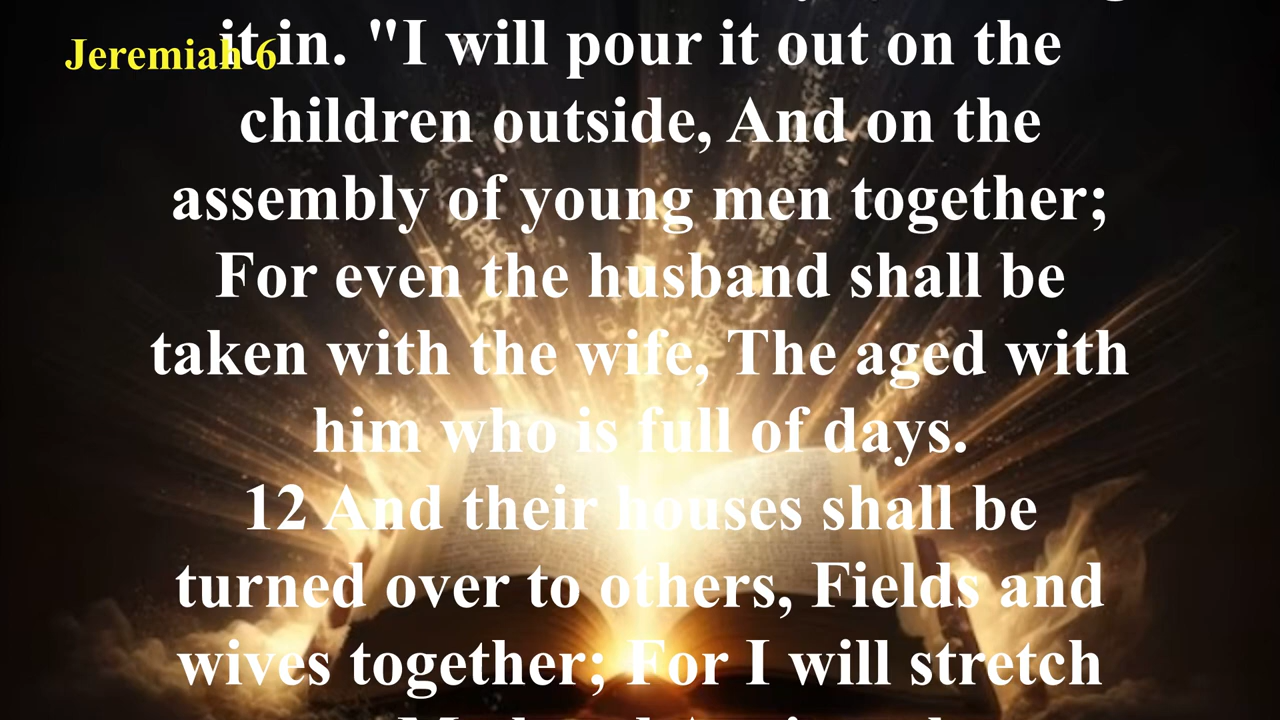 Jeremiah 6
it in. "I will pour it out on the
children outside, And on the
assembly of young men together;
For even the husband shall be
taken with the wife, The aged with
him who is full of days.
12 And their houses shall be
turned over to others, Fields and
wives together; For I will stretch